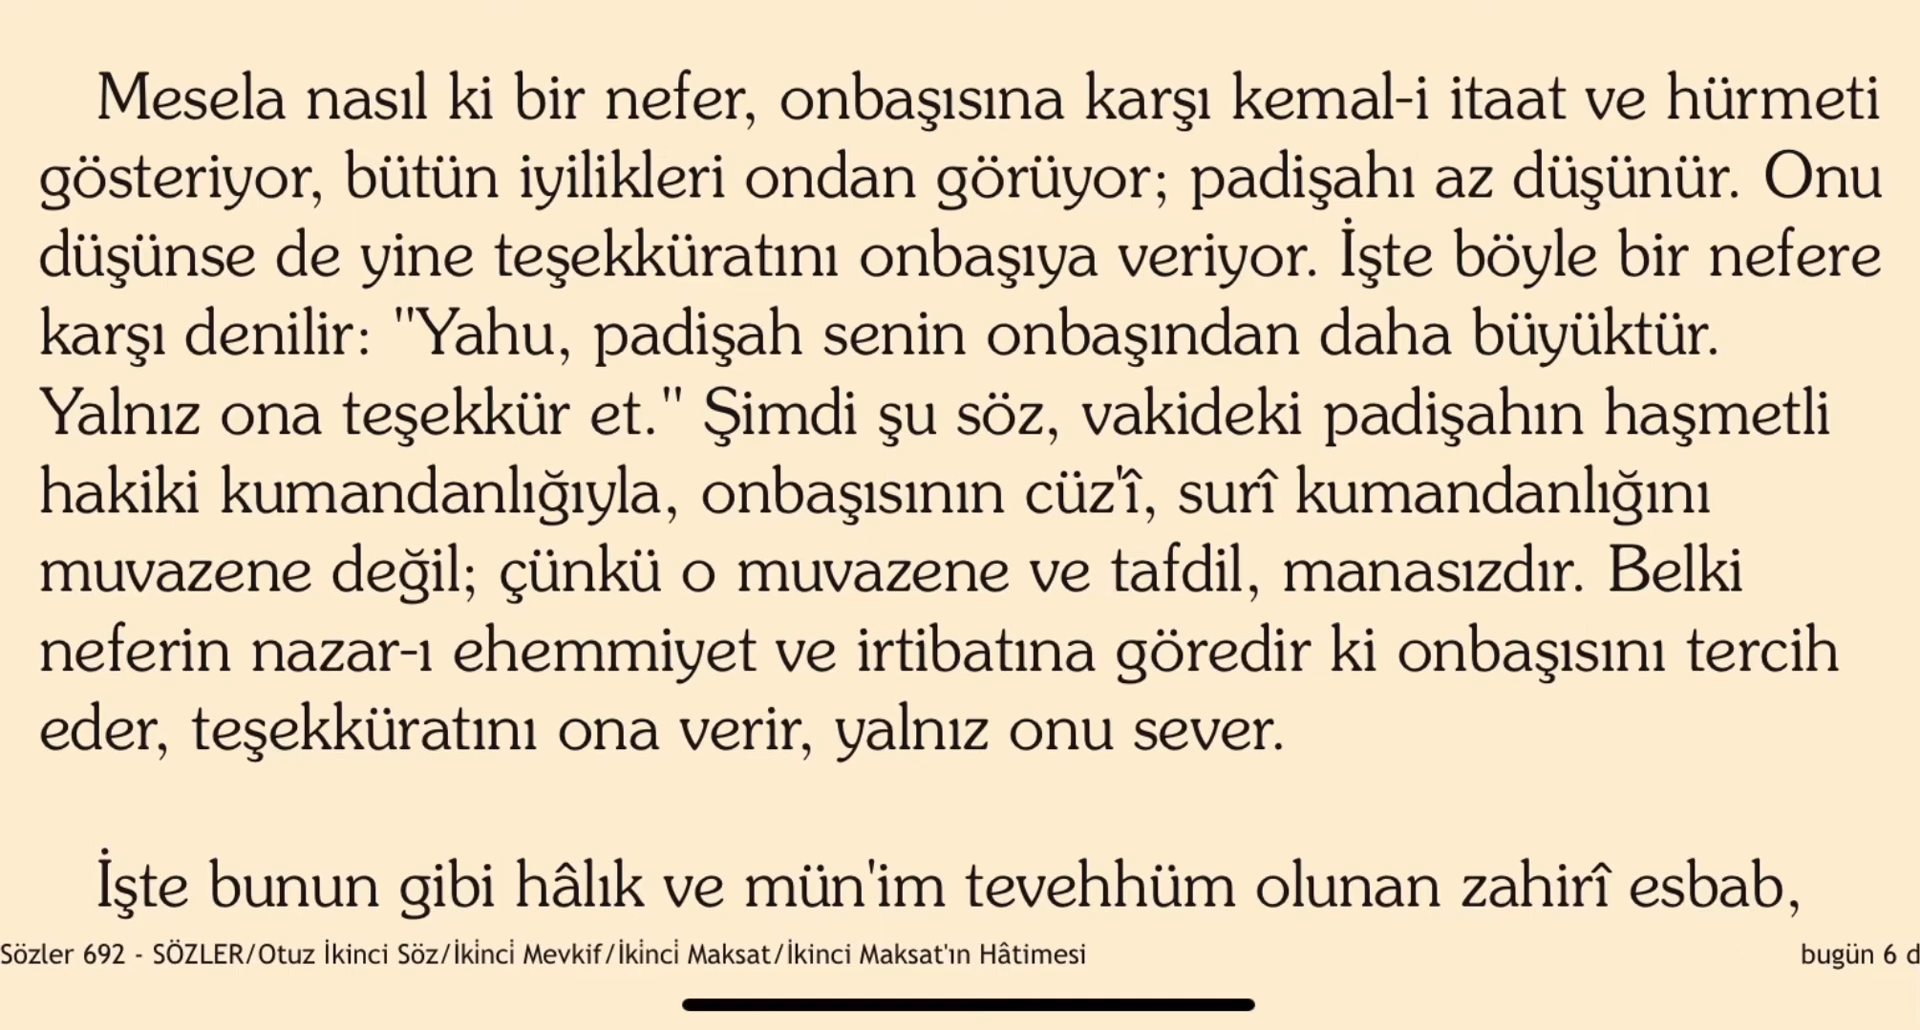 Mesela nasıl ki bir nefer, onbaşısına karşı kemal-i itaat ve hürmeti
gösteriyor, bütün iyilikleri ondan görüyor; padişahı az düşünür. Onu
düşünse de yine teşekküratını onbaşıya veriyor. İşte böyle bir nefere
karşı denilir: "Yahu, padişah senin onbaşından daha büyüktür.
Yalnız ona teşekkür et." Şimdi şu söz, vakideki padişahın haşmetli
hakiki kumandanlığıyla, onbaşısının cüz'î, surî kumandanlığını
muvazene değil; çünkü o muvazene ve tafdil, manasızdır. Belki
neferin nazar-ı ehemmiyet ve irtibatına göredir ki onbaşısını tercih
eder, teşekküratını ona verir, yalnız onu sever.
İşte bunun gibi hâlık ve mün'im tevehhüm olunan zahirî esbab,
Sözler 692 - SÖZLER/Otuz İkinci Söz/İkinci Mevkif/İkinci Maksat/İkinci Maksat'ın Hâtimesi
bugün 6 d